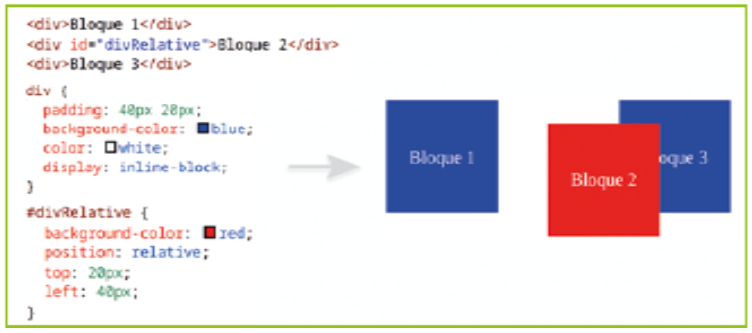 <div>Bloque 1</div>
<div id="divRelative">Bloque 2</div>
<div>Bloque 3</div>
div {
padding: 40px 20px;
background-color: blue;
color: white;
display: inline-block;
}
#divRelative {
background-color: red;
position: relative;
top: 20px;
left: 40px;
}
Bloque 1
Bloque 2
oque 3